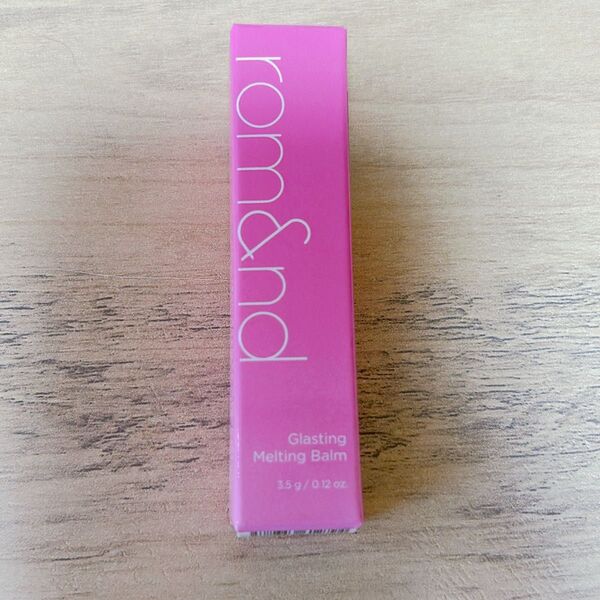 rom&nd
Glasting
Melting Balm
3.5 g / 0.12 oz.